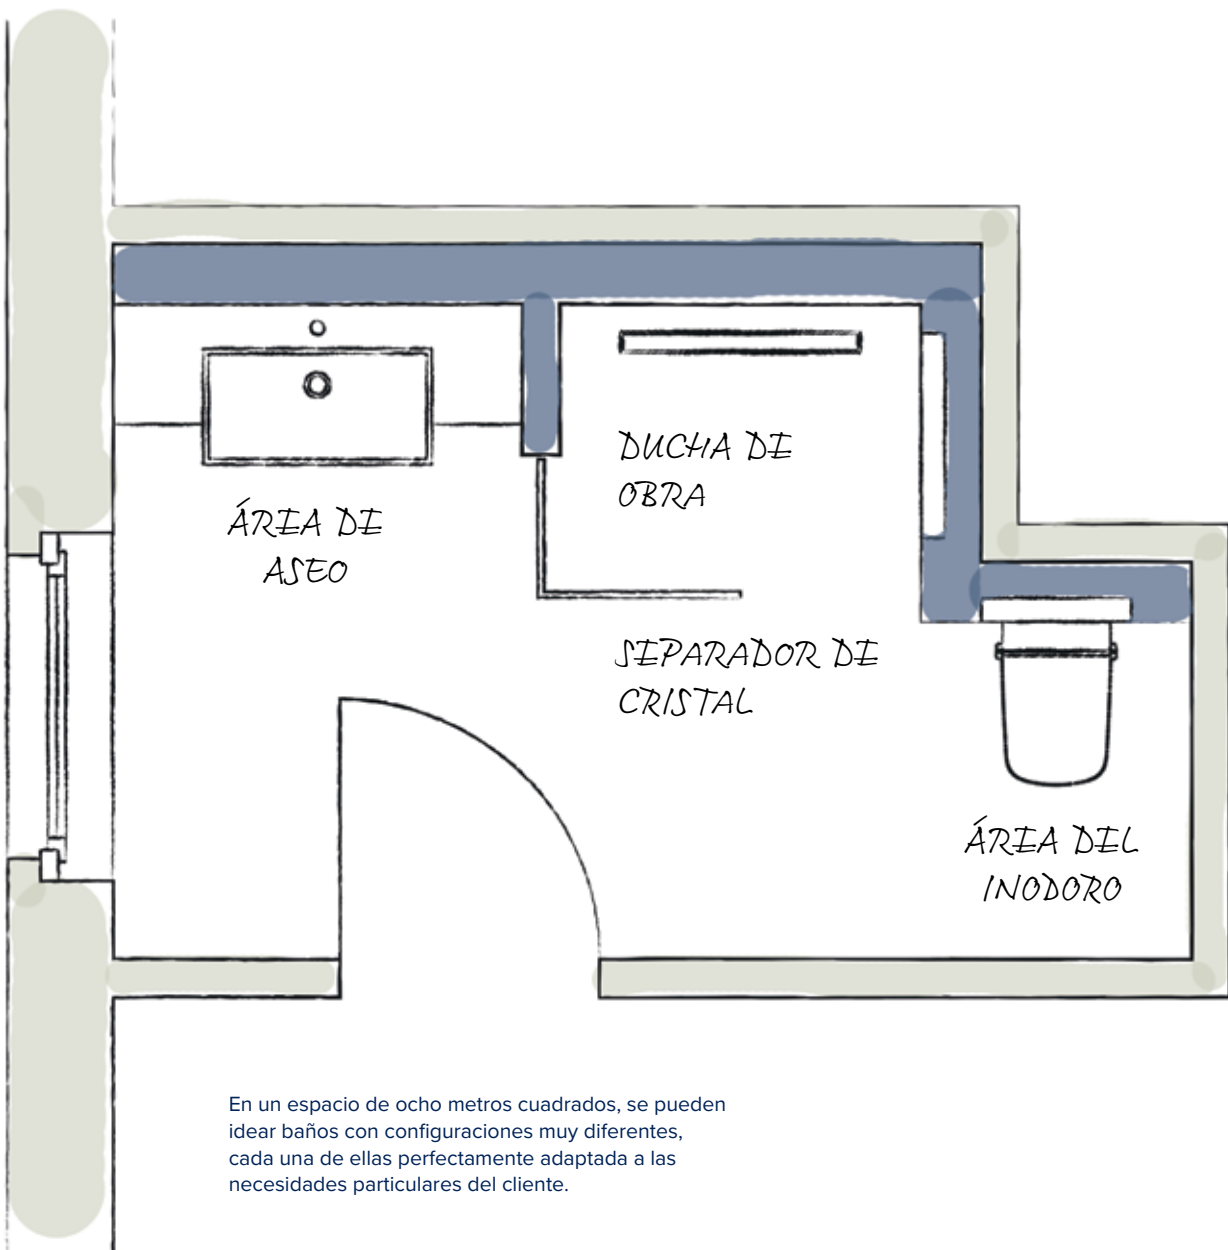 DUCHA DE
OBRA
ÁREA DE
ASEO
SEPARADOR DE
CRISTAL
ÁREA DEL
INODORO
En un espacio de ocho metros cuadrados, se pueden
idear baños con configuraciones muy diferentes,
cada una de ellas perfectamente adaptada a las
necesidades particulares del cliente.